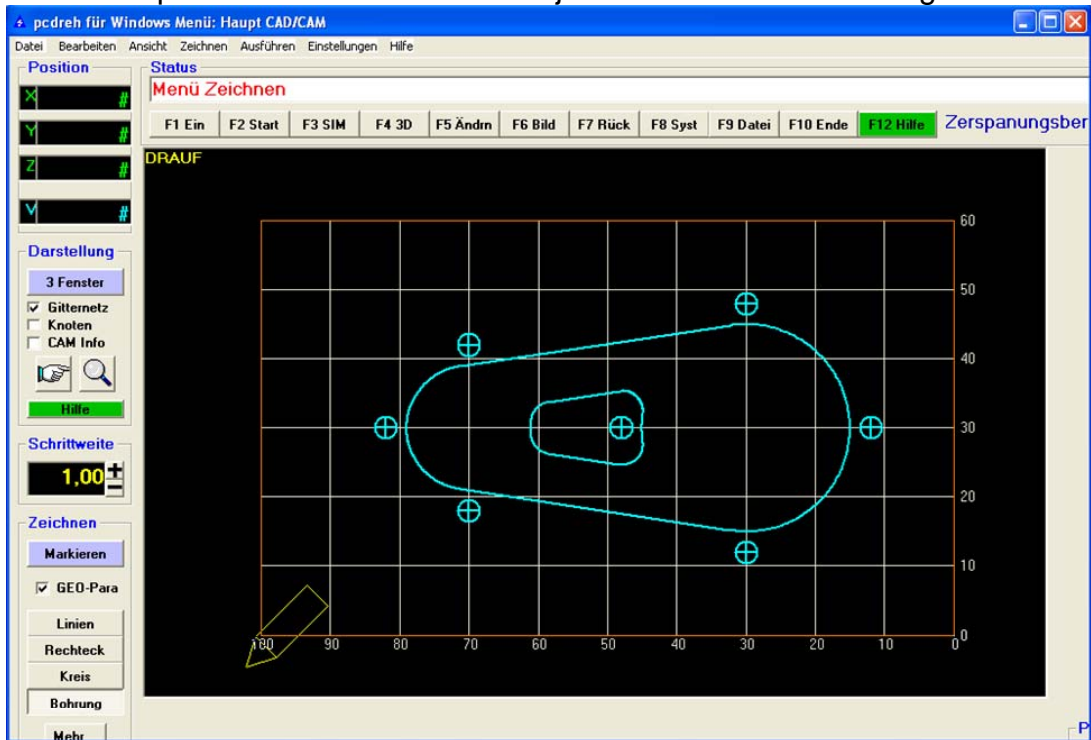 pcdreh für Windows Menü: Haupt CAD/CAM
Datei Bearbeiten Ansicht Zeichnen Ausführen Einstellungen Hilfe
Position
Status
X #
Menü Zeichnen
Y #
F1 Ein F2 Start F3 SIM F4 3D F5 Ändrn F6 Bild F7 Rück F8 Syst F9 Datei F10 Ende F12 Hilfe Zerspanungsber
Z #
DRAUF
V #
60
Darstellung
3 Fenster
50
Gitternetz
Knoten
CAM Info
40
Hilfe
30
Schrittweite
1,00 + −
20
Zeichnen
Markieren
10
GEO-Para
Linien
0
100 90 80 70 60 50 40 30 20 10
Rechteck
Kreis
Bohrung
Mehr
P